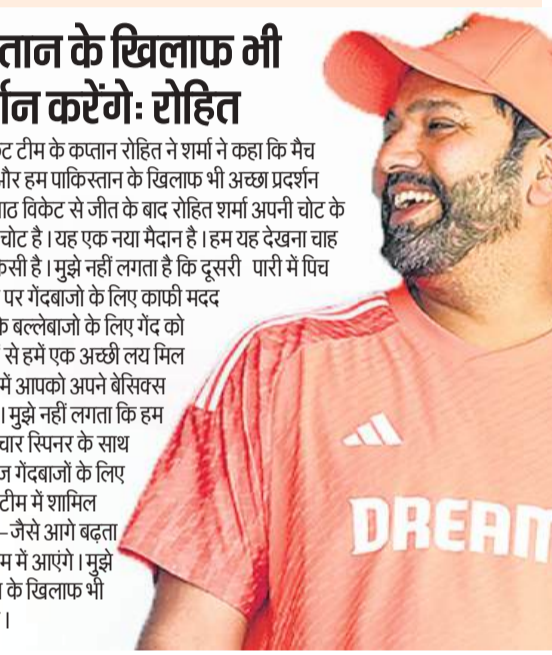 तान के खिलाफ भी
र्शन करेंगेः रोहित
ट टीम के कप्तान रोहित ने शर्मा ने कहा कि मैच
और हम पाकिस्तान के खिलाफ भी अच्छा प्रदर्शन
आठ विकेट से जीत के बाद रोहित शर्मा अपनी चोट के
चोट है । यह एक नया मैदान है । हम यह देखना चाह
कैसी है । मुझे नहीं लगता है कि दूसरी पारी में पिच
पर गेंदबाजो के लिए काफी मदद
के बल्लेबाजो के लिए गेंद को
से हमें एक अच्छी लय मिल
में आपको अपने बेसिक्स
। मुझे नहीं लगता कि हम
चार स्पिनर के साथ
ज गेंदबाजों के लिए
टीम में शामिल
–जैसे आगे बढ़ता
म में आएंगे । मुझे
के खिलाफ भी
।
DREAM